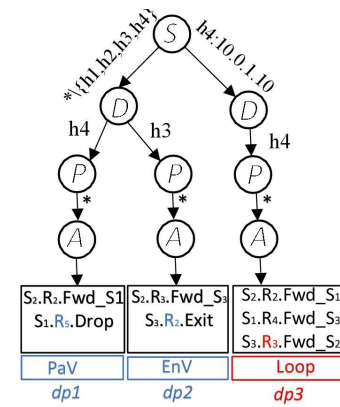 S
*\{h1,h2,h3,h4}
h4:10.0.1.10
D
D
h4
h3
h4
P
P
P
*
*
*
A
A
A
S2.R2.Fwd_S1
S1.R5.Drop
S2.R3.Fwd_S3
S3.R2.Exit
S2.R2.Fwd_S1
S1.R4.Fwd_S3
S3.R3.Fwd_S2
PaV
EnV
Loop
dp1
dp2
dp3